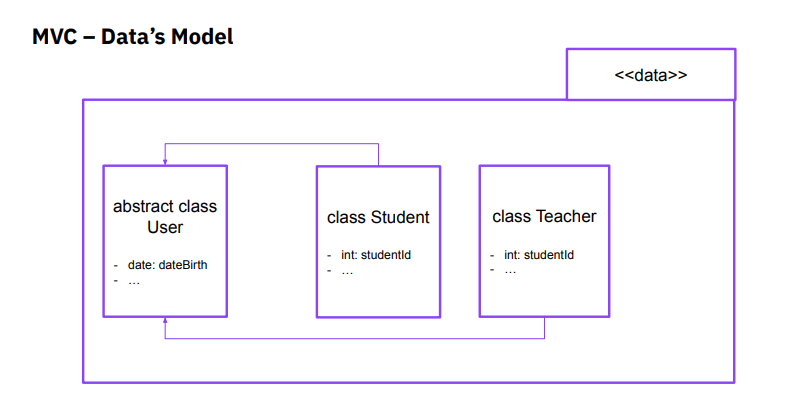 MVC – Data's Model
<<data>>
abstract class
User
- date: dateBirth
- ...
class Student
- int: studentId
- ...
class Teacher
- int: studentId
- ...